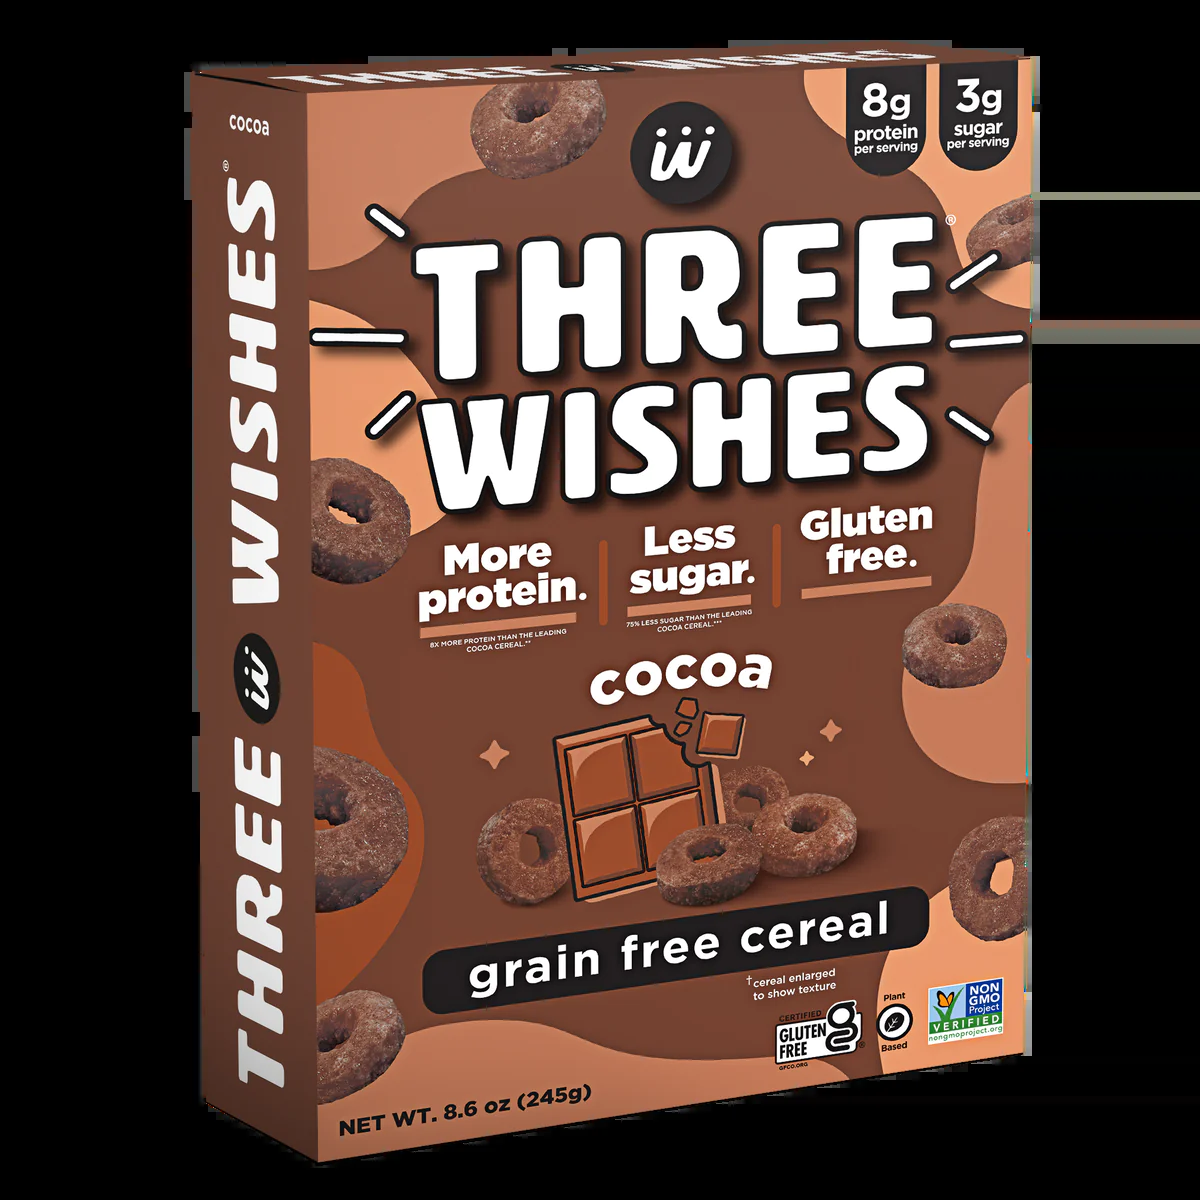 THREE WISHES
cocoa
THREE WISHES®
8g
protein
per serving
3g
sugar
per serving
THREE®
WISHES
More
protein.
8X MORE PROTEIN THAN THE LEADING
COCOA CEREAL.**
Less
sugar.
75% LESS SUGAR THAN THE LEADING
COCOA CEREAL.***
Gluten
free.
cocoa
grain free cereal
†cereal enlarged
to show texture
CERTIFIED
GLUTEN
FREE
GFCO.ORG
Plant
Based
NON
GMO
Project
VERIFIED
nongmoproject.org
NET WT. 8.6 oz (245g)